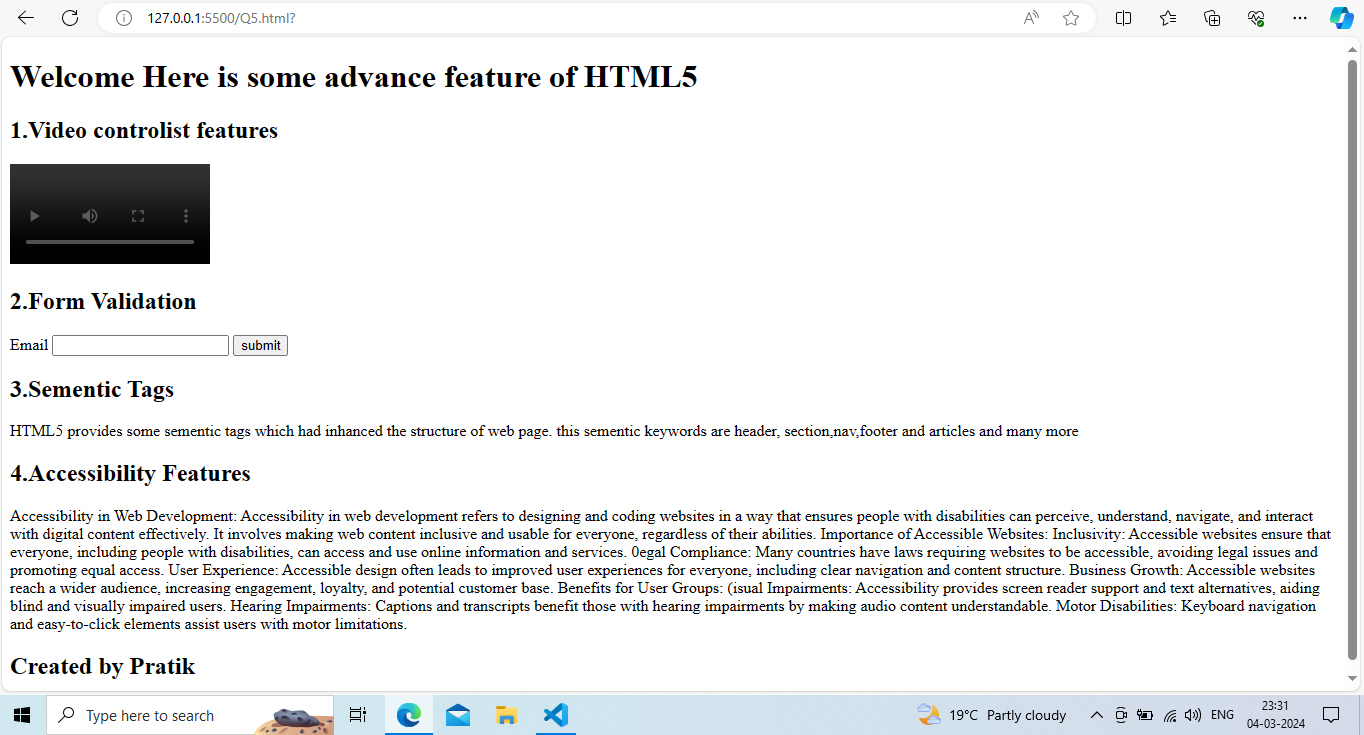 127.0.0.1:5500/Q5.html?
Welcome Here is some advance feature of HTML5
1.Video controlist features
2.Form Validation
Email submit
3.Sementic Tags
HTML5 provides some sementic tags which had inhanced the structure of web page. this sementic keywords are header, section,nav,footer and articles and many more
4.Accessibility Features
Accessibility in Web Development: Accessibility in web development refers to designing and coding websites in a way that ensures people with disabilities can perceive, understand, navigate, and interact
with digital content effectively. It involves making web content inclusive and usable for everyone, regardless of their abilities. Importance of Accessible Websites: Inclusivity: Accessible websites ensure that
everyone, including people with disabilities, can access and use online information and services. 0egal Compliance: Many countries have laws requiring websites to be accessible, avoiding legal issues and
promoting equal access. User Experience: Accessible design often leads to improved user experiences for everyone, including clear navigation and content structure. Business Growth: Accessible websites
reach a wider audience, increasing engagement, loyalty, and potential customer base. Benefits for User Groups: (isual Impairments: Accessibility provides screen reader support and text alternatives, aiding
blind and visually impaired users. Hearing Impairments: Captions and transcripts benefit those with hearing impairments by making audio content understandable. Motor Disabilities: Keyboard navigation
and easy-to-click elements assist users with motor limitations.
Created by Pratik
Type here to search
19°C Partly cloudy
ENG
23:31
04-03-2024